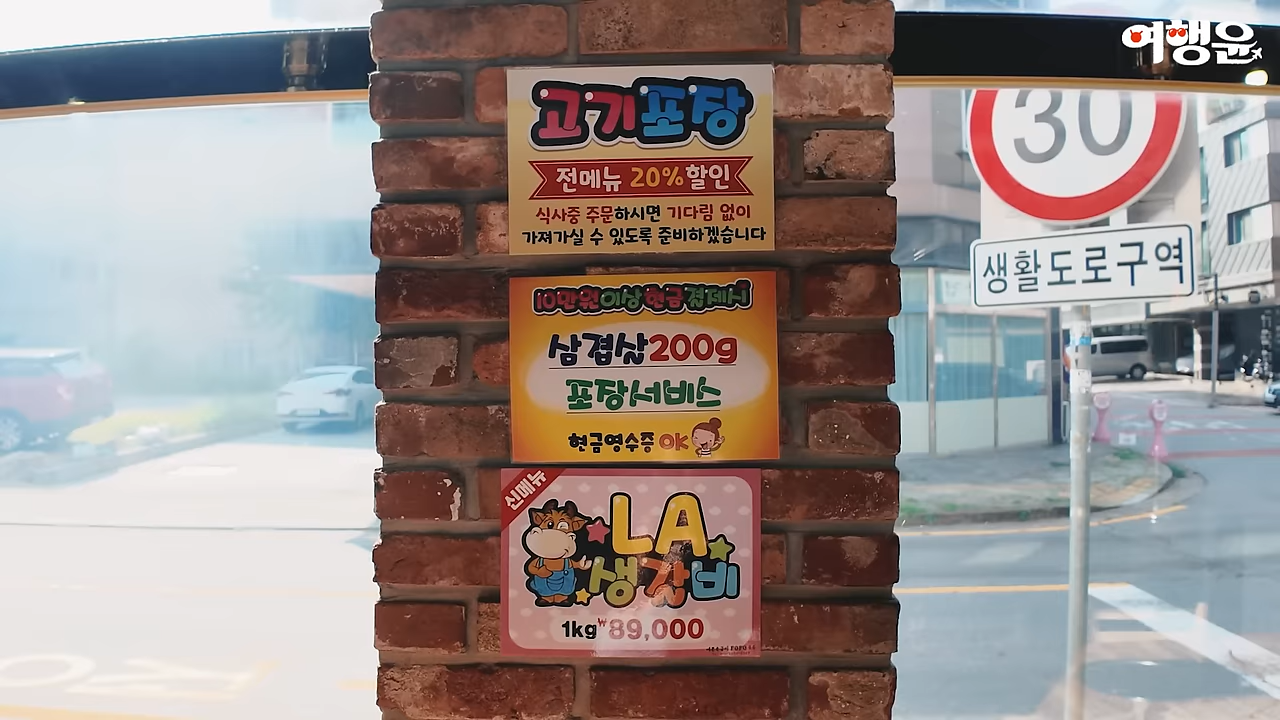 여행윤
고기포장
전메뉴 20%할인
식사중 주문하시면 기다림 없이
가져가실 수 있도록 준비하겠습니다
10만원이상현금결제시
삼겹살200g
포장서비스
현금영수증 OK
신메뉴
LA
생갈비
1kg₩89,000
30
생활도로구역